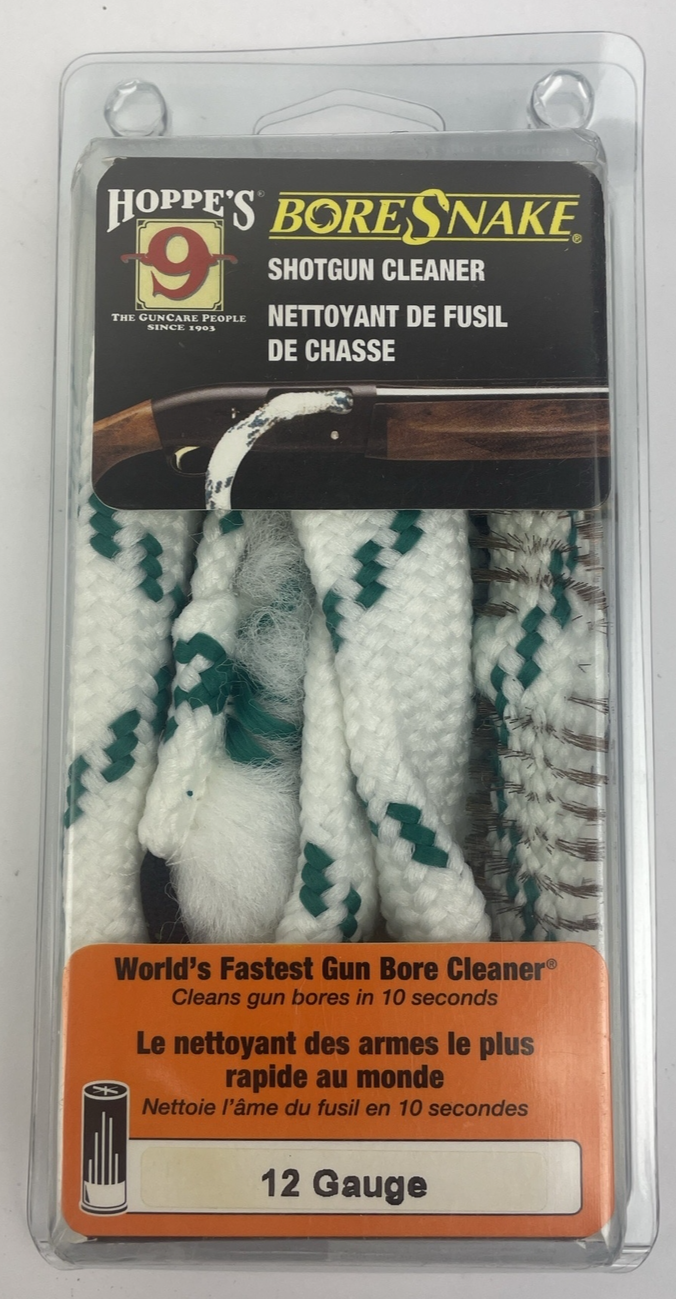 HOPPE'S®
9
THE GUNCARE PEOPLE
SINCE 1903
BORESNAKE®
SHOTGUN CLEANER
NETTOYANT DE FUSIL
DE CHASSE
World's Fastest Gun Bore Cleaner®
Cleans gun bores in 10 seconds
Le nettoyant des armes le plus
rapide au monde
Nettoie l'âme du fusil en 10 secondes
12 Gauge